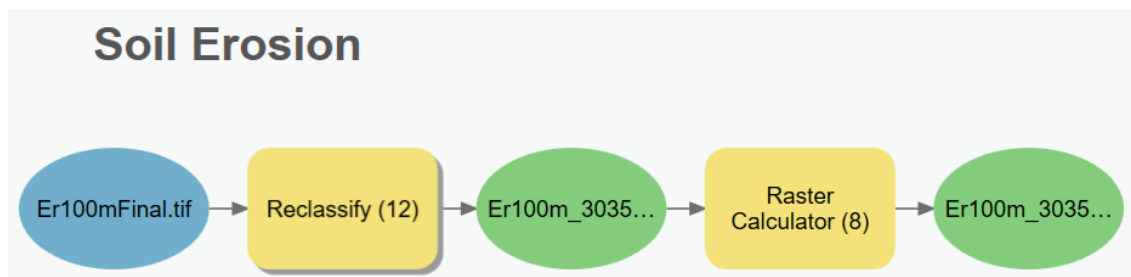 Soil Erosion
Er100mFinal.tif
Reclassify (12)
Er100m_3035...
Raster
Calculator (8)
Er100m_3035...